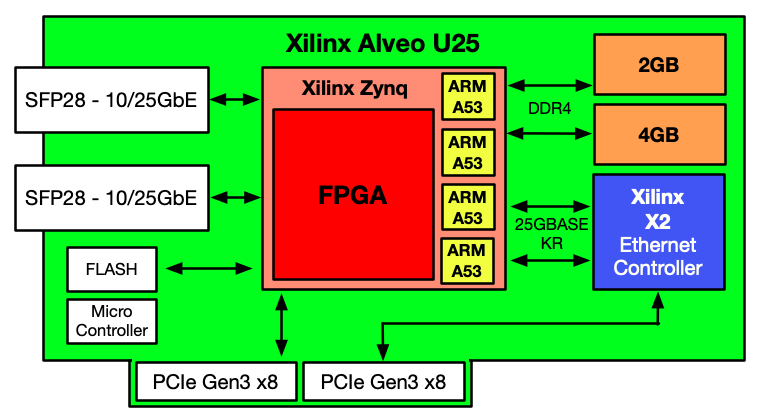 Xilinx Alveo U25
SFP28 - 10/25GbE
SFP28 - 10/25GbE
FLASH
Micro
Controller
Xilinx Zynq
FPGA
ARM
A53
ARM
A53
ARM
A53
ARM
A53
DDR4
2GB
4GB
25GBASE
KR
Xilinx
X2
Ethernet
Controller
PCIe Gen3 x8
PCIe Gen3 x8